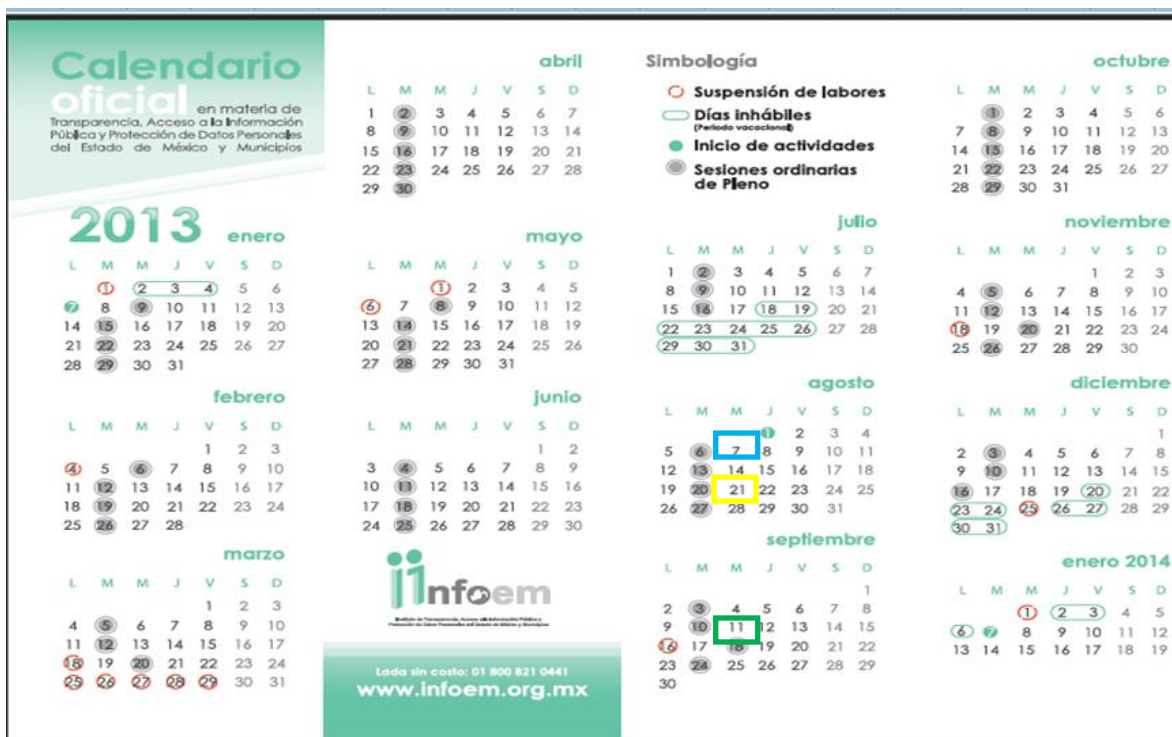 Calendario
oficial en materia de
Transparencia, Acceso a la Información
Pública y Protección de Datos Personales
del Estado de México y Municipios
2013
enero
L M M J V S D
1 2 3 4 5 6
7 8 9 10 11 12 13
14 15 16 17 18 19 20
21 22 23 24 25 26 27
28 29 30 31
febrero
L M M J V S D
1 2 3
4 5 6 7 8 9 10
11 12 13 14 15 16 17
18 19 20 21 22 23 24
25 26 27 28
marzo
L M M J V S D
1 2 3
4 5 6 7 8 9 10
11 12 13 14 15 16 17
18 19 20 21 22 23 24
25 26 27 28 29 30 31
abril
L M M J V S D
1 2 3 4 5 6 7
8 9 10 11 12 13 14
15 16 17 18 19 20 21
22 23 24 25 26 27 28
29 30
mayo
L M M J V S D
1 2 3 4 5
6 7 8 9 10 11 12
13 14 15 16 17 18 19
20 21 22 23 24 25 26
27 28 29 30 31
junio
L M M J V S D
1 2
3 4 5 6 7 8 9
10 11 12 13 14 15 16
17 18 19 20 21 22 23
24 25 26 27 28 29 30
infoem
Instituto de Transparencia, Acceso a la Información Pública y
Protección de Datos Personales del Estado de México y Municipios
Lada sin costo: 01 800 821 0441
www.infoem.org.mx
Simbología
Suspensión de labores
Días inhábiles
(Periodo vacacional)
Inicio de actividades
Sesiones ordinarias
de Pleno
julio
L M M J V S D
1 2 3 4 5 6 7
8 9 10 11 12 13 14
15 16 17 18 19 20 21
22 23 24 25 26 27 28
29 30 31
agosto
L M M J V S D
1 2 3 4
5 6 7 8 9 10 11
12 13 14 15 16 17 18
19 20 21 22 23 24 25
26 27 28 29 30 31
septiembre
L M M J V S D
1
2 3 4 5 6 7 8
9 10 11 12 13 14 15
16 17 18 19 20 21 22
23 24 25 26 27 28 29
30
octubre
L M M J V S D
1 2 3 4 5 6
7 8 9 10 11 12 13
14 15 16 17 18 19 20
21 22 23 24 25 26 27
28 29 30 31
noviembre
L M M J V S D
1 2 3
4 5 6 7 8 9 10
11 12 13 14 15 16 17
18 19 20 21 22 23 24
25 26 27 28 29 30
diciembre
L M M J V S D
1
2 3 4 5 6 7 8
9 10 11 12 13 14 15
16 17 18 19 20 21 22
23 24 25 26 27 28 29
30 31
enero 2014
L M M J V S D
1 2 3 4 5
6 7 8 9 10 11 12
13 14 15 16 17 18 19